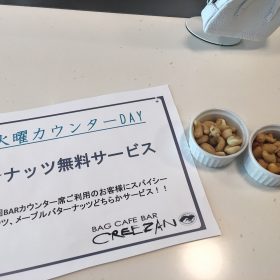 火曜カウンターDAY
ナッツ無料サービス
BARカウンター席ご利用のお客様にスパイシー
ツ、メープルバターナッツどちらかサービス!!
BAG CAFE BAR
CREEZAN